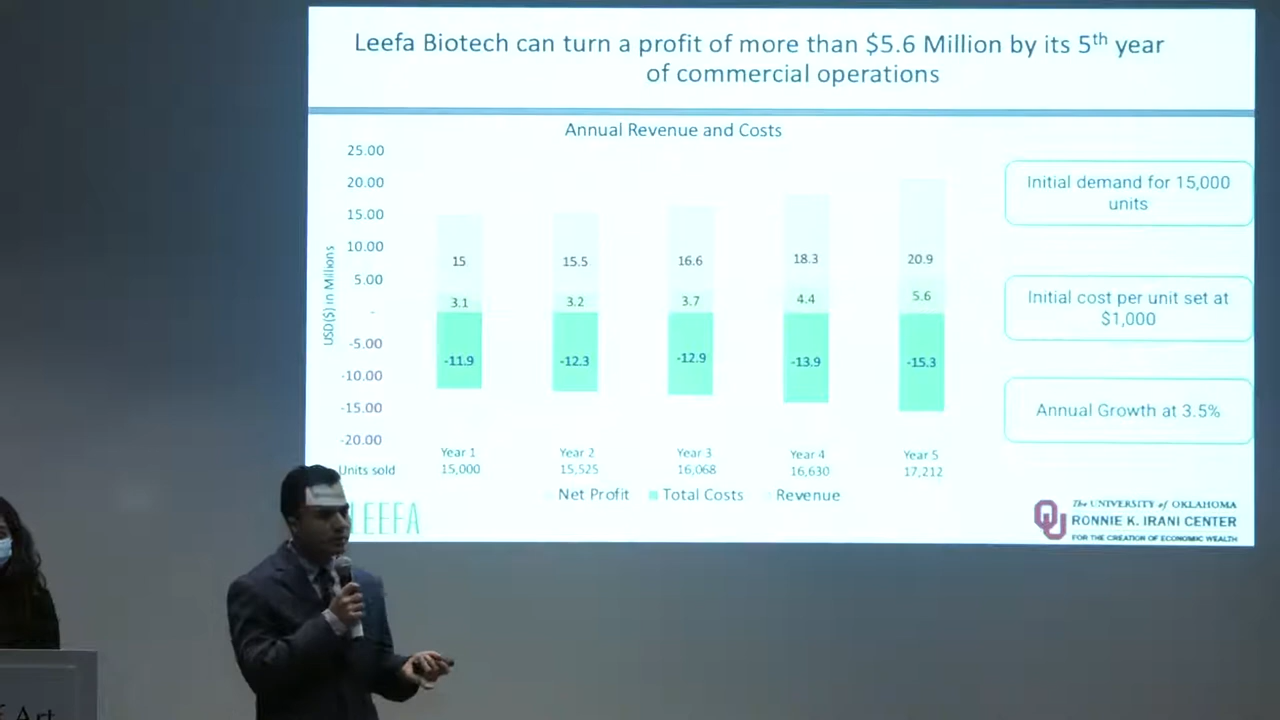 Leefa Biotech can turn a profit of more than $5.6 Million by its 5th year
of commercial operations
Annual Revenue and Costs
USD($) in Millions
25.00
20.00
15.00
10.00
5.00
-
-5.00
-10.00
-15.00
-20.00
15
15.5
16.6
18.3
20.9
3.1
3.2
3.7
4.4
5.6
-11.9
-12.3
-12.9
-13.9
-15.3
Year 1
Year 2
Year 3
Year 4
Year 5
Units sold
15,000
15,525
16,068
16,630
17,212
Net Profit
Total Costs
Revenue
Initial demand for 15,000
units
Initial cost per unit set at
$1,000
Annual Growth at 3.5%
LEEFA
OU
The UNIVERSITY of OKLAHOMA
RONNIE K. IRANI CENTER
FOR THE CREATION OF ECONOMIC WEALTH
Art